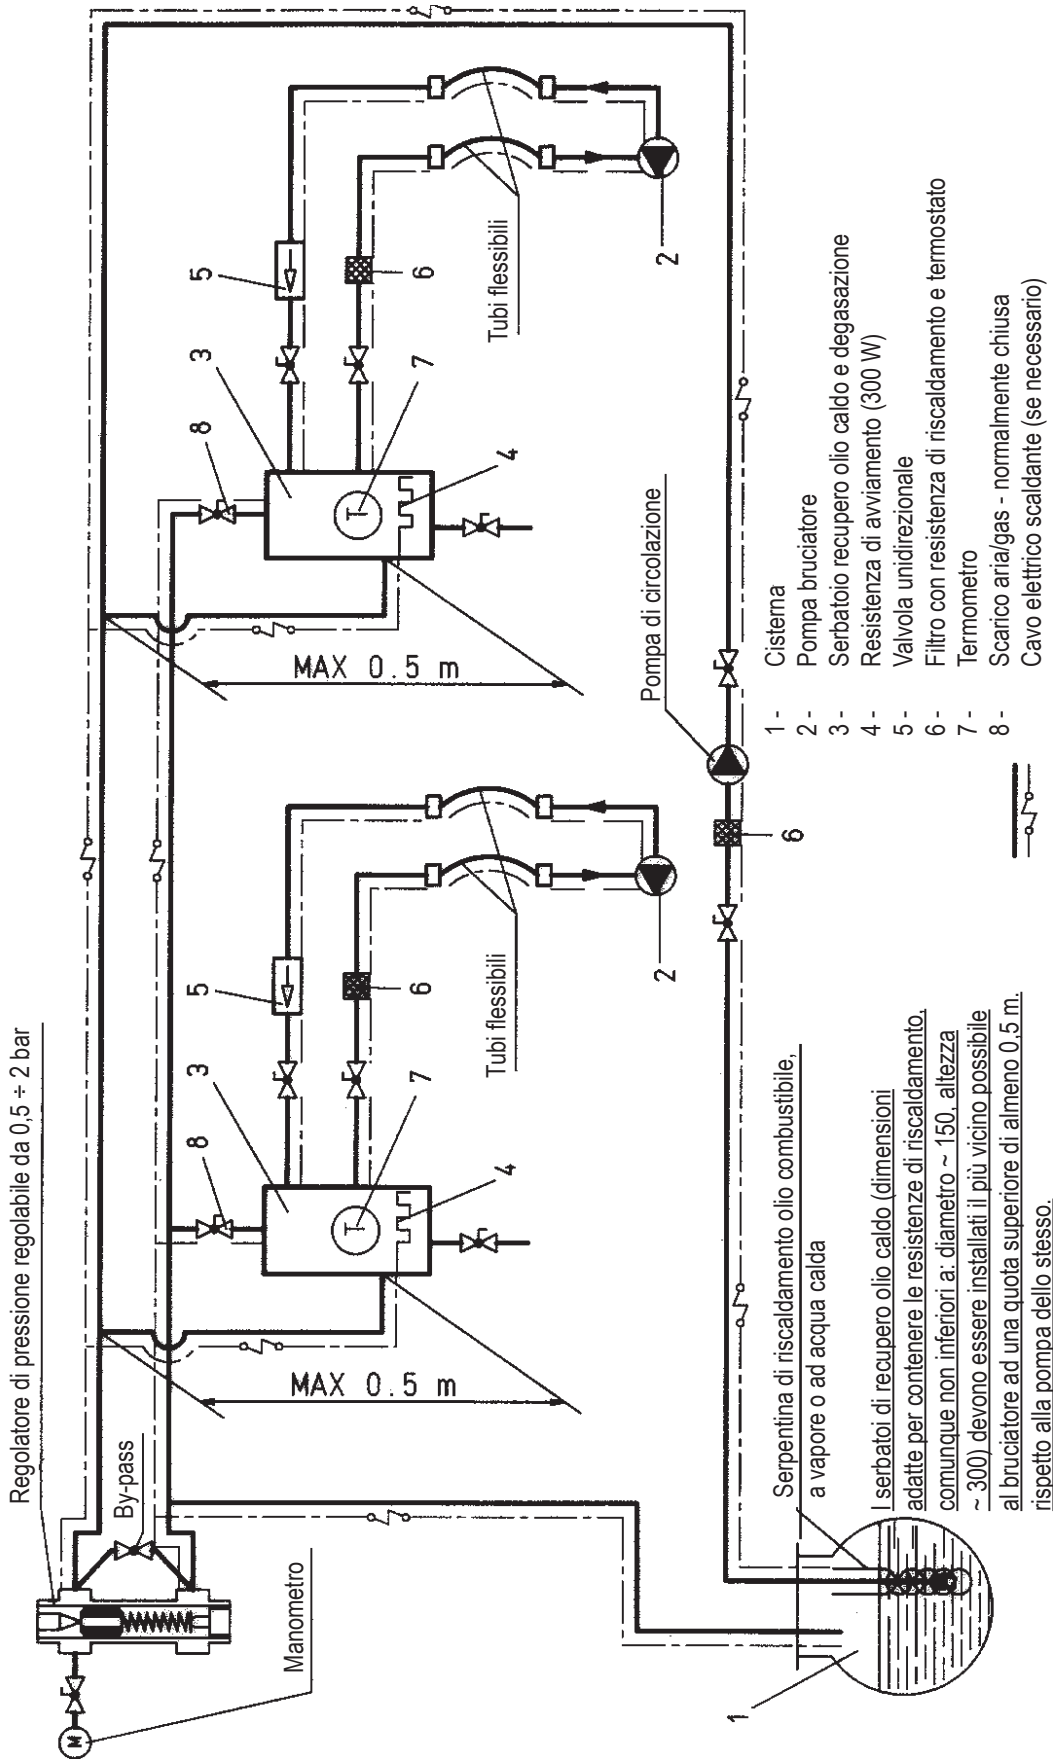 Regolatore di pressione regolabile da 0,5 ÷ 2 bar
By-pass
Manometro
M
MAX 0.5 m
8
3
5
7
6
4
T
Tubi flessibili
2
MAX 0.5 m
8
3
5
7
6
4
T
Tubi flessibili
2
Pompa di circolazione
6
1
Serpentina di riscaldamento olio combustibile,
a vapore o ad acqua calda
I serbatoi di recupero olio caldo (dimensioni
adatte per contenere le resistenze di riscaldamento,
comunque non inferiori a: diametro ~ 150, altezza
~ 300) devono essere installati il più vicino possibile
al bruciatore ad una quota superiore di almeno 0,5 m.
rispetto alla pompa dello stesso.
1 - Cisterna
2 - Pompa bruciatore
3 - Serbatoio recupero olio caldo e degasazione
4 - Resistenza di avviamento (300 W)
5 - Valvola unidirezionale
6 - Filtro con resistenza di riscaldamento e termostato
7 - Termometro
8 - Scarico aria/gas - normalmente chiusa
Cavo elettrico scaldante (se necessario)